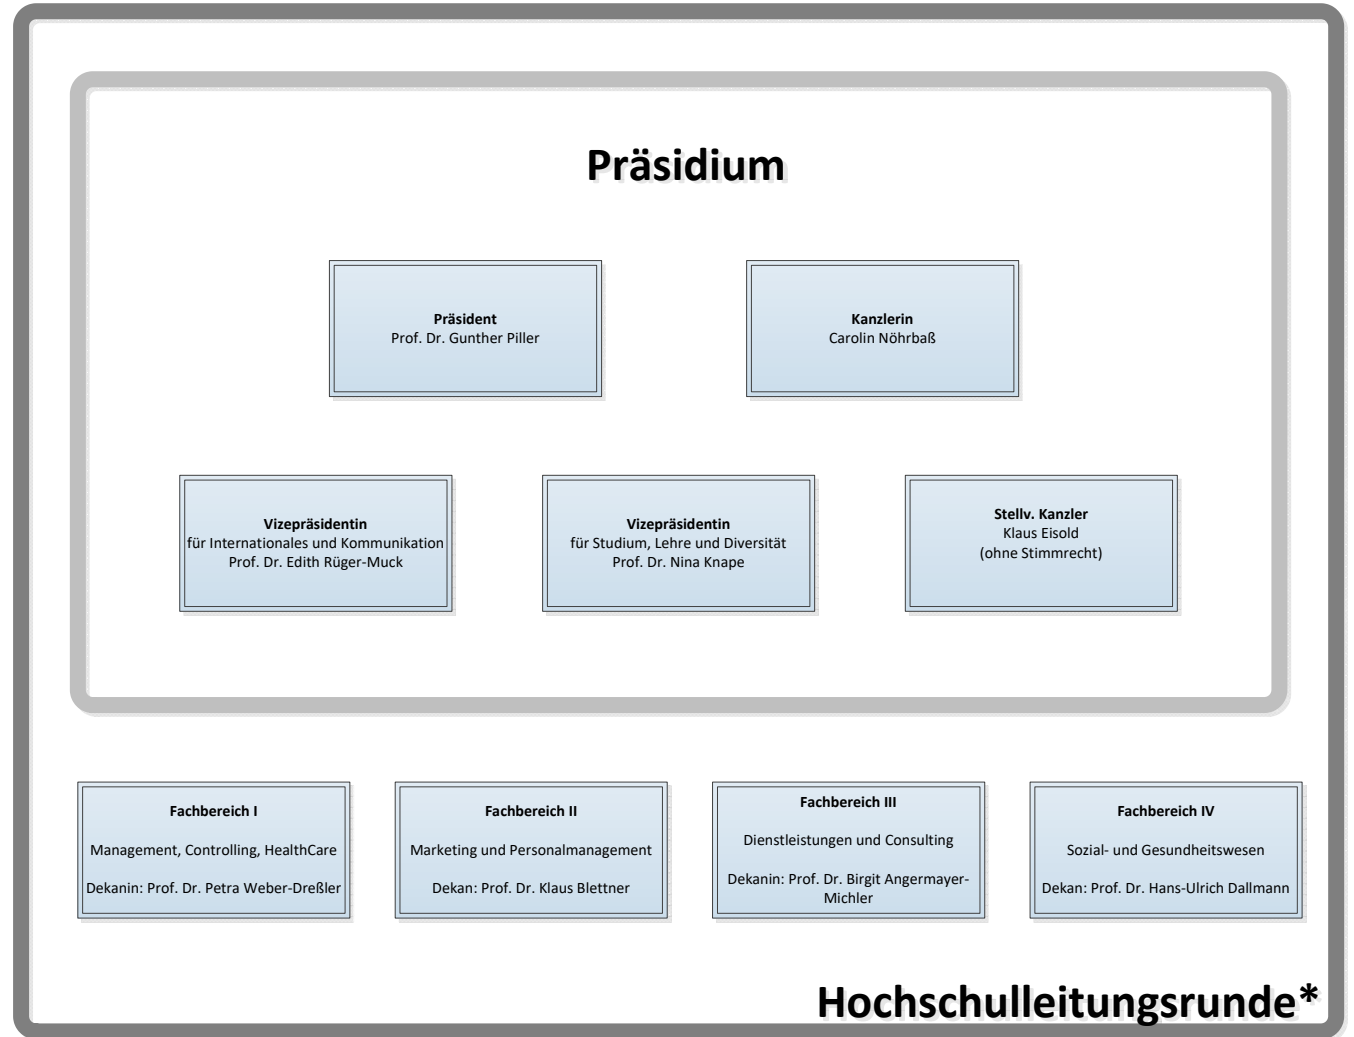 Präsidium
Präsident
Prof. Dr. Gunther Piller
Kanzlerin
Carolin Nöhrbaß
Vizepräsidentin
für Internationales und Kommunikation
Prof. Dr. Edith Rüger-Muck
Vizepräsidentin
für Studium, Lehre und Diversität
Prof. Dr. Nina Knape
Stellv. Kanzler
Klaus Eisold
(ohne Stimmrecht)
Fachbereich I
Management, Controlling, HealthCare
Dekanin: Prof. Dr. Petra Weber-Dreßler
Fachbereich II
Marketing und Personalmanagement
Dekan: Prof. Dr. Klaus Blettner
Fachbereich III
Dienstleistungen und Consulting
Dekanin: Prof. Dr. Birgit Angermayer-
Michler
Fachbereich IV
Sozial- und Gesundheitswesen
Dekan: Prof. Dr. Hans-Ulrich Dallmann
Hochschulleitungsrunde*